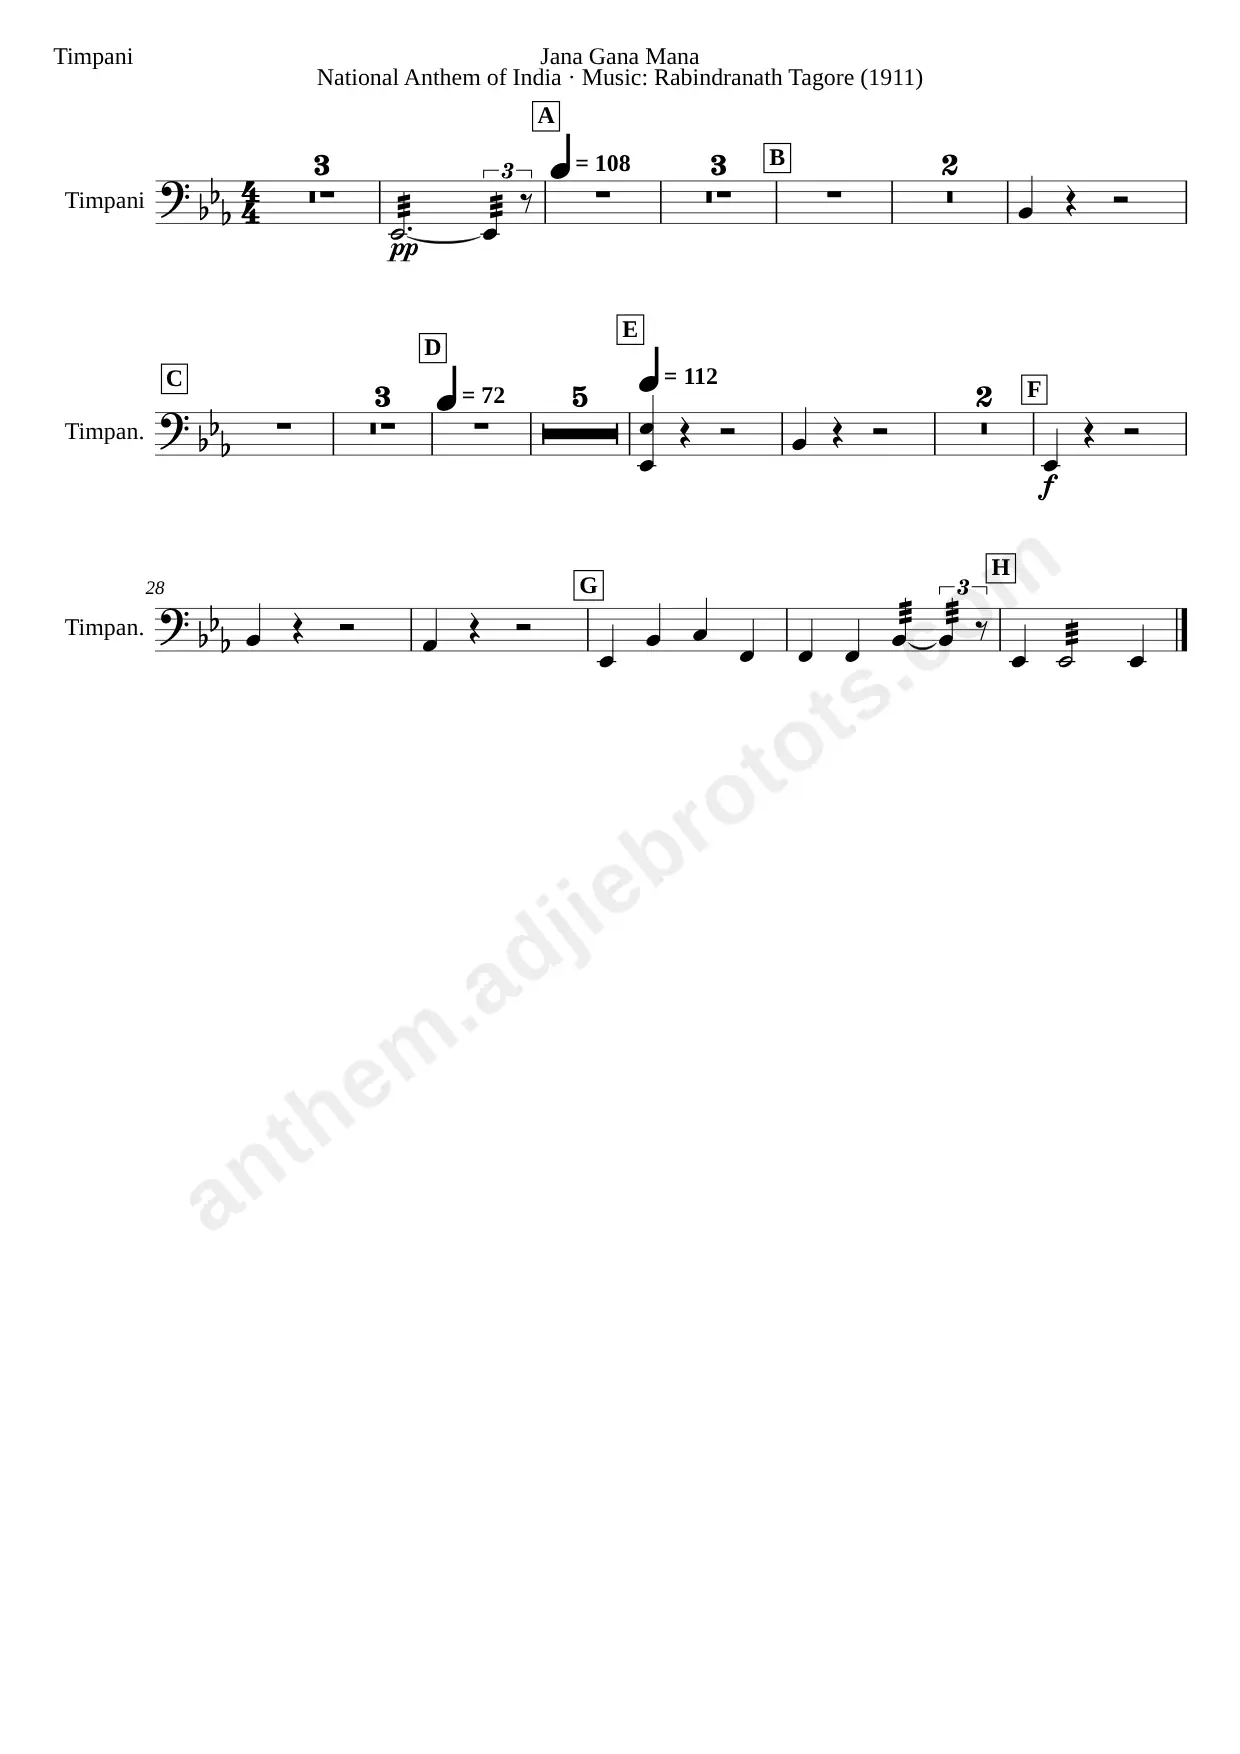 Timpani
Jana Gana Mana
National Anthem of India · Music: Rabindranath Tagore (1911)
A
= 108
B
3
3
3
2
Timpani
pp
C
D
= 72
E
= 112
F
3
5
2
Timpan.
f
28
G
3
H
Timpan.
anthem.adjiebrotots.com